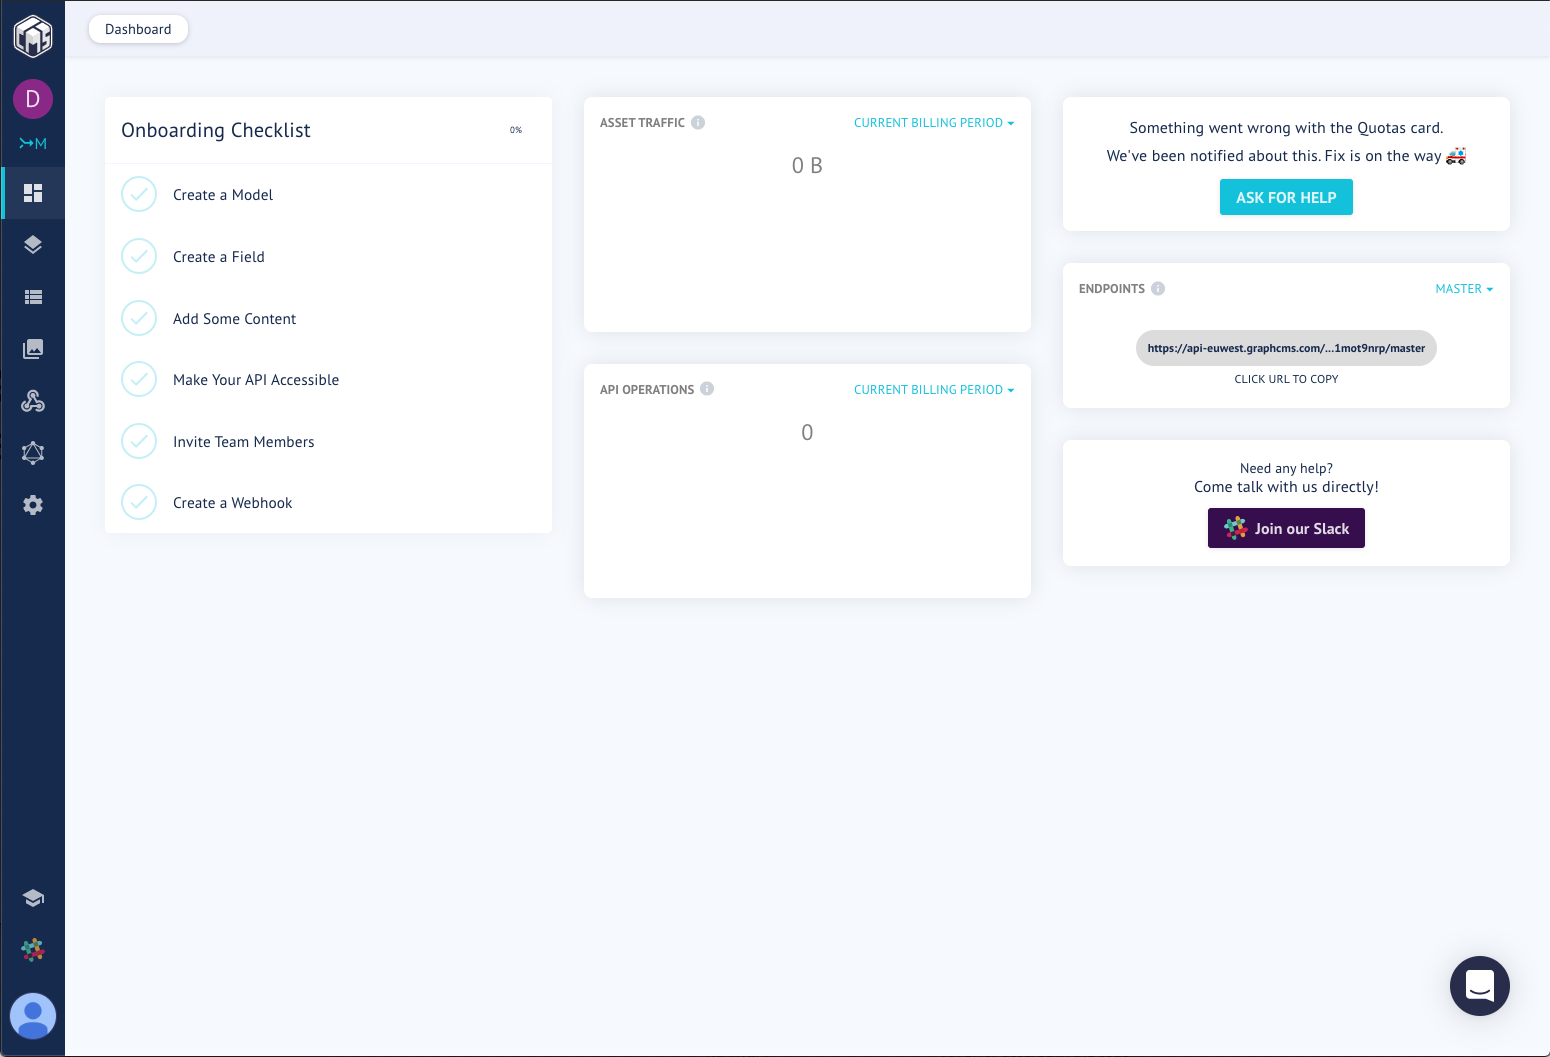 Dashboard
D
M
Onboarding Checklist
0%
Create a Model
Create a Field
Add Some Content
Make Your API Accessible
Invite Team Members
Create a Webhook
ASSET TRAFFIC
CURRENT BILLING PERIOD
0 B
API OPERATIONS
CURRENT BILLING PERIOD
0
Something went wrong with the Quotas card.
We've been notified about this. Fix is on the way 🚑
ASK FOR HELP
ENDPOINTS
MASTER
https://api-euwest.graphcms.com/...1mot9nrp/master
CLICK URL TO COPY
Need any help?
Come talk with us directly!
Join our Slack